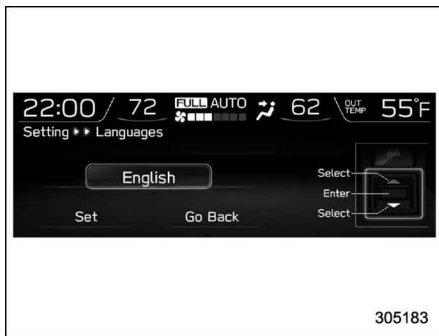 22:00 72 FULL AUTO 62 OUT TEMP 55°F
Setting ▸▸ Languages
English
Select
Enter
Select
Set Go Back
305183